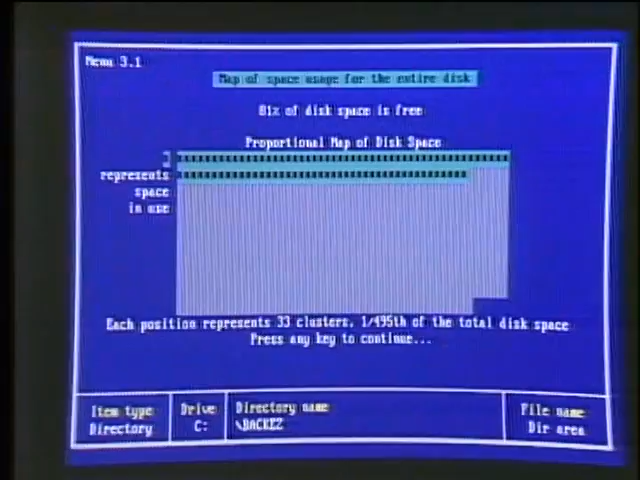 Menu 3.1
Map of space usage for the entire disk
81% of disk space is free
Proportional Map of Disk Space
represents
space
in use
Each position represents 33 clusters, 1/495th of the total disk space
Press any key to continue...
Item type
Directory
Drive
C:
Directory name
\BACKEZ
File name
Dir area